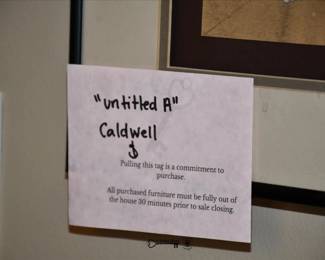 "untitled A"
Caldwell
$
Pulling this tag is a commitment to
purchase.
All purchased furniture must be fully out of
the house 30 minutes prior to sale closing.